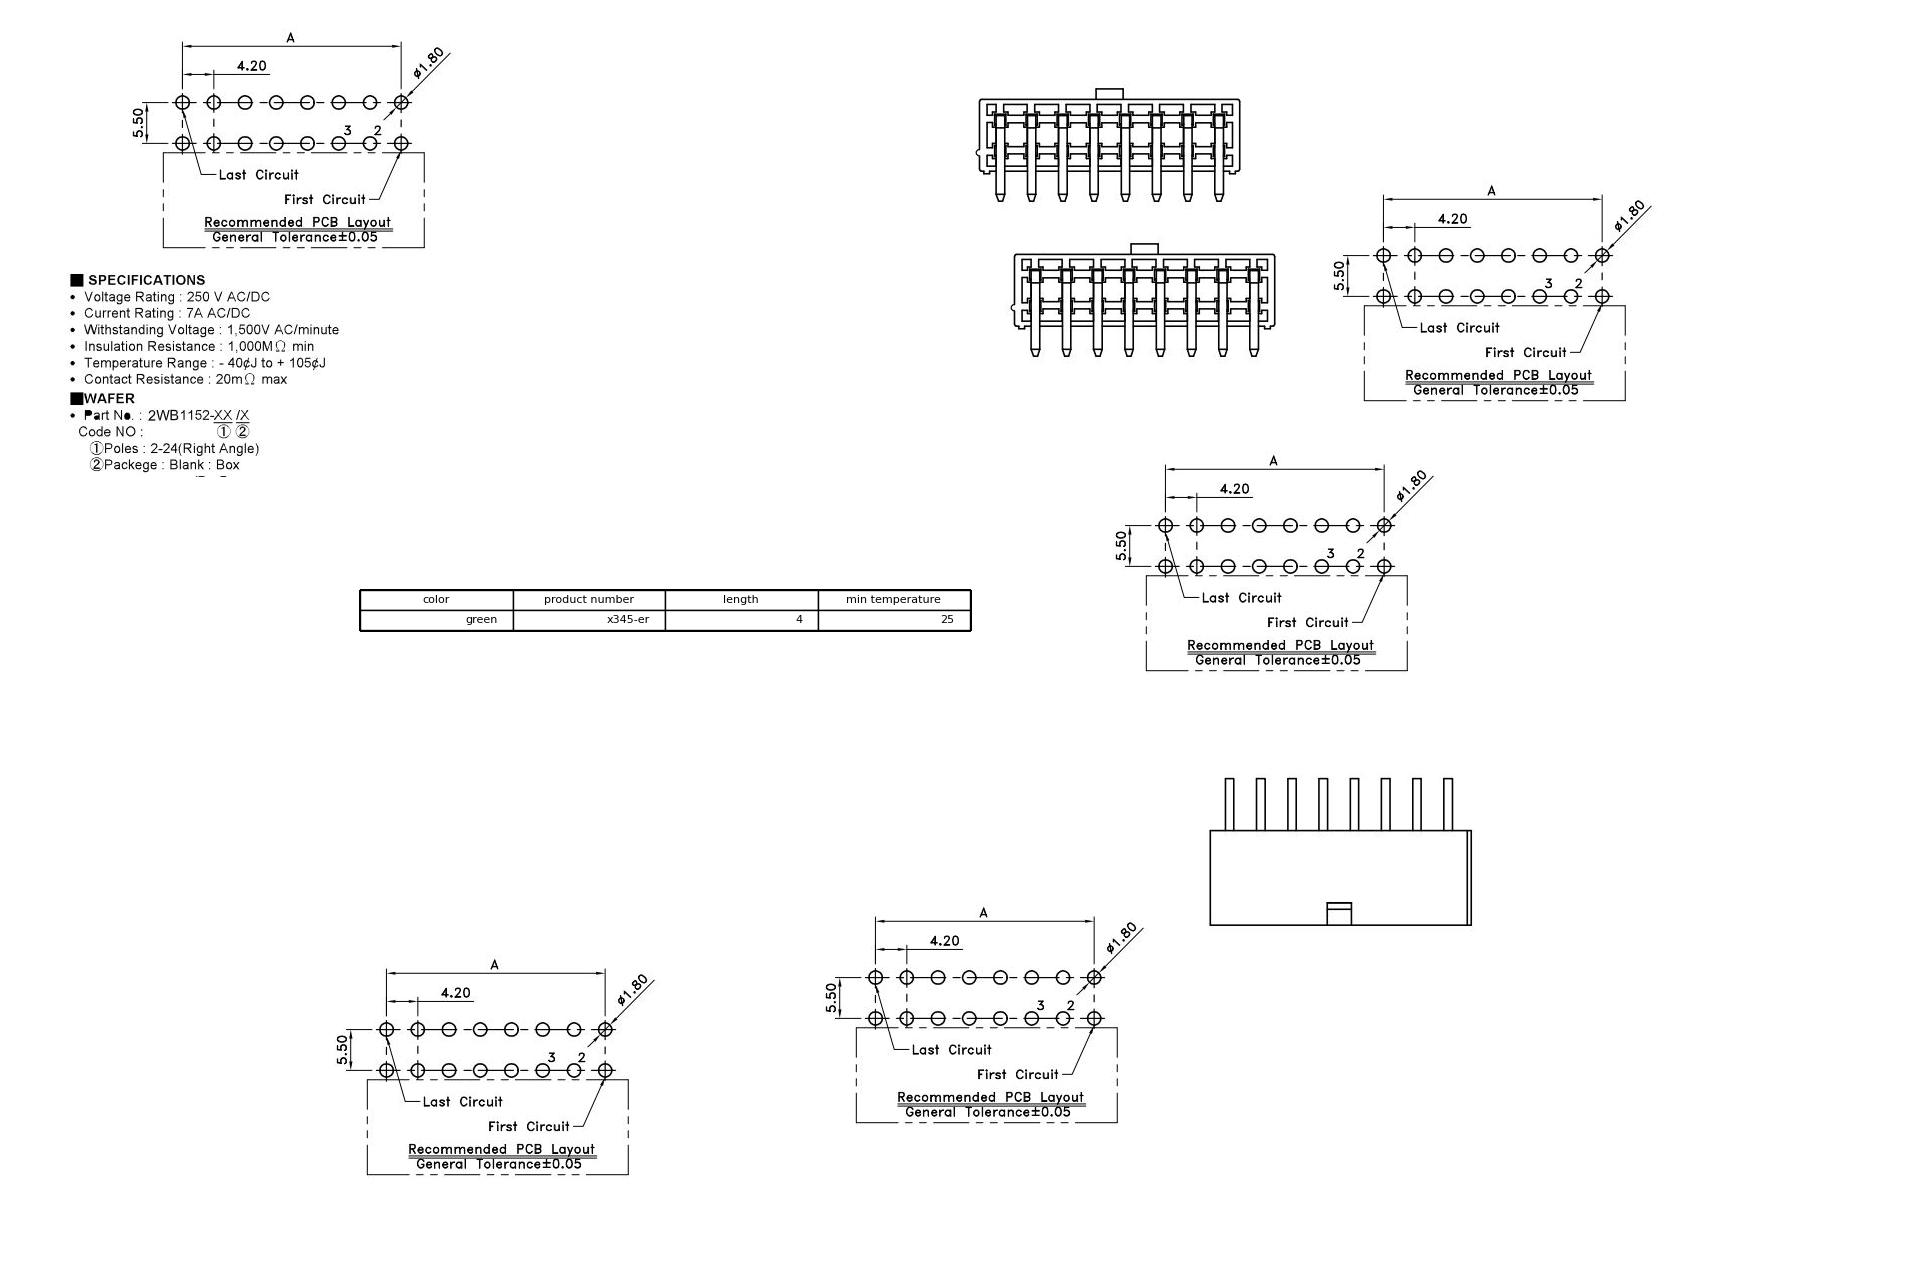 A
4.20
ø1.80
5.50
3 2
Last Circuit
First Circuit
Recommended PCB Layout
General Tolerance±0.05
A
4.20
ø1.80
5.50
3 2
Last Circuit
First Circuit
Recommended PCB Layout
General Tolerance±0.05
■ SPECIFICATIONS
• Voltage Rating : 250 V AC/DC
• Current Rating : 7A AC/DC
• Withstanding Voltage : 1,500V AC/minute
• Insulation Resistance : 1,000MΩ min
• Temperature Range : - 40¢J to + 105¢J
• Contact Resistance : 20mΩ max
■WAFER
• Part No. : 2WB1152-XX /X
Code NO : ① ②
①Poles : 2-24(Right Angle)
②Packege : Blank : Box
A
4.20
ø1.80
5.50
3 2
Last Circuit
First Circuit
Recommended PCB Layout
General Tolerance±0.05
color product number length min temperature
green x345-er 4 25
A
4.20
ø1.80
5.50
3 2
Last Circuit
First Circuit
Recommended PCB Layout
General Tolerance±0.05
A
4.20
ø1.80
5.50
3 2
Last Circuit
First Circuit
Recommended PCB Layout
General Tolerance±0.05